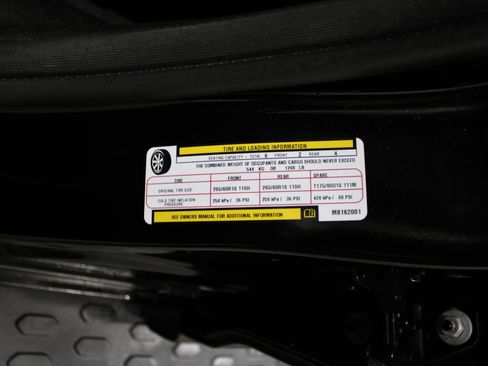 TIRE AND LOADING INFORMATION
SEATING CAPACITY - TOTAL 6 FRONT 2 REAR 4
THE COMBINED WEIGHT OF OCCUPANTS AND CARGO SHOULD NEVER EXCEED
544 KG OR 1200 LB
TIRE FRONT REAR SPARE
ORIGINAL TIRE SIZE 265/60R18 110H 265/60R18 110H T175/90D18 111M
COLD TIRE INFLATION PRESSURE 250 kPa / 36 PSI 250 kPa / 36 PSI 420 kPa / 60 PSI
SEE OWNERS MANUAL FOR ADDITIONAL INFORMATION M8162001